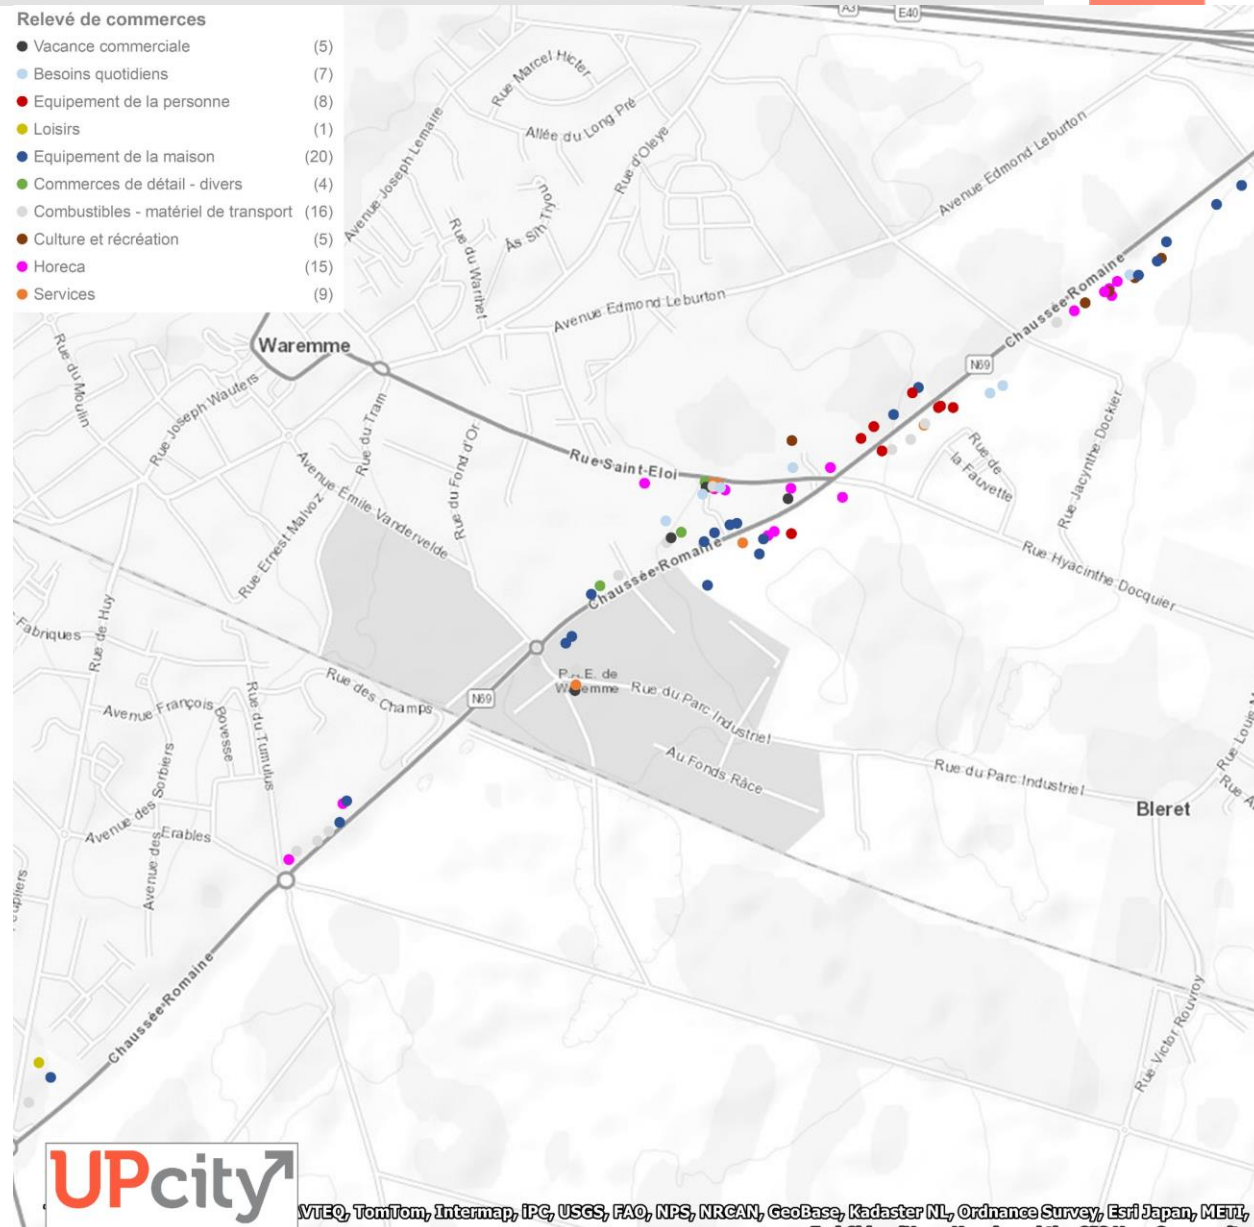 Relevé de commerces
Vacance commerciale (5)
Besoins quotidiens (7)
Equipement de la personne (8)
Loisirs (1)
Equipement de la maison (20)
Commerces de détail - divers (4)
Combustibles - matériel de transport (16)
Culture et récréation (5)
Horeca (15)
Services (9)
A3
E40
Rue Marcel Hicter
Allée du Long Pré
Avenue Joseph Lemaire
Rue d'Oleye
Avenue Edmond Leburton
Rue du Warthet
Avenue Edmond Leburton
Chaussée Romaine
Waremme
Rue du Moulin
Rue Joseph Wauters
Rue du Tram
N69
Rue Saint-Eloi
Rue du Fond d'Or
Rue de
la Fauvette
Rue Jacynthe Dockier
Avenue Émile Vandervelde
Rue Ernest Malvoz
Chaussée Romaine
Rue Hyacinthe Docquier
Fabriques
Rue de Huy
Rue des Champs
N69
P.A.E. de
Waremme
Rue du Parc Industriel
Avenue François
Bovesse
Rue du Tumulus
Avenue des Sorbiers
Au Fonds Râce
Rue du Parc Industriel
Bleret
Avenue des
Erables
Chaussée Romaine
Rue Victor Rouvroy
UPcity
TomTom, Intermap, iPC, USGS, FAO, NPS, NRCAN, GeoBase, Kadaster NL, Ordnance Survey, Esri Japan, METI,